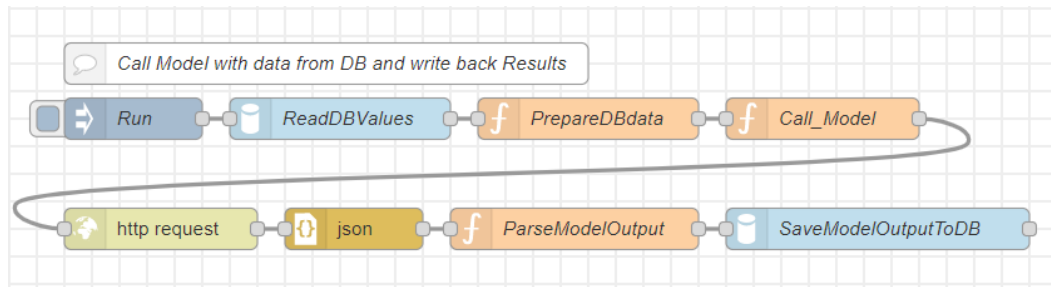 Call Model with data from DB and write back Results
Run
ReadDBValues
PrepareDBdata
Call_Model
http request
json
ParseModelOutput
SaveModelOutputToDB